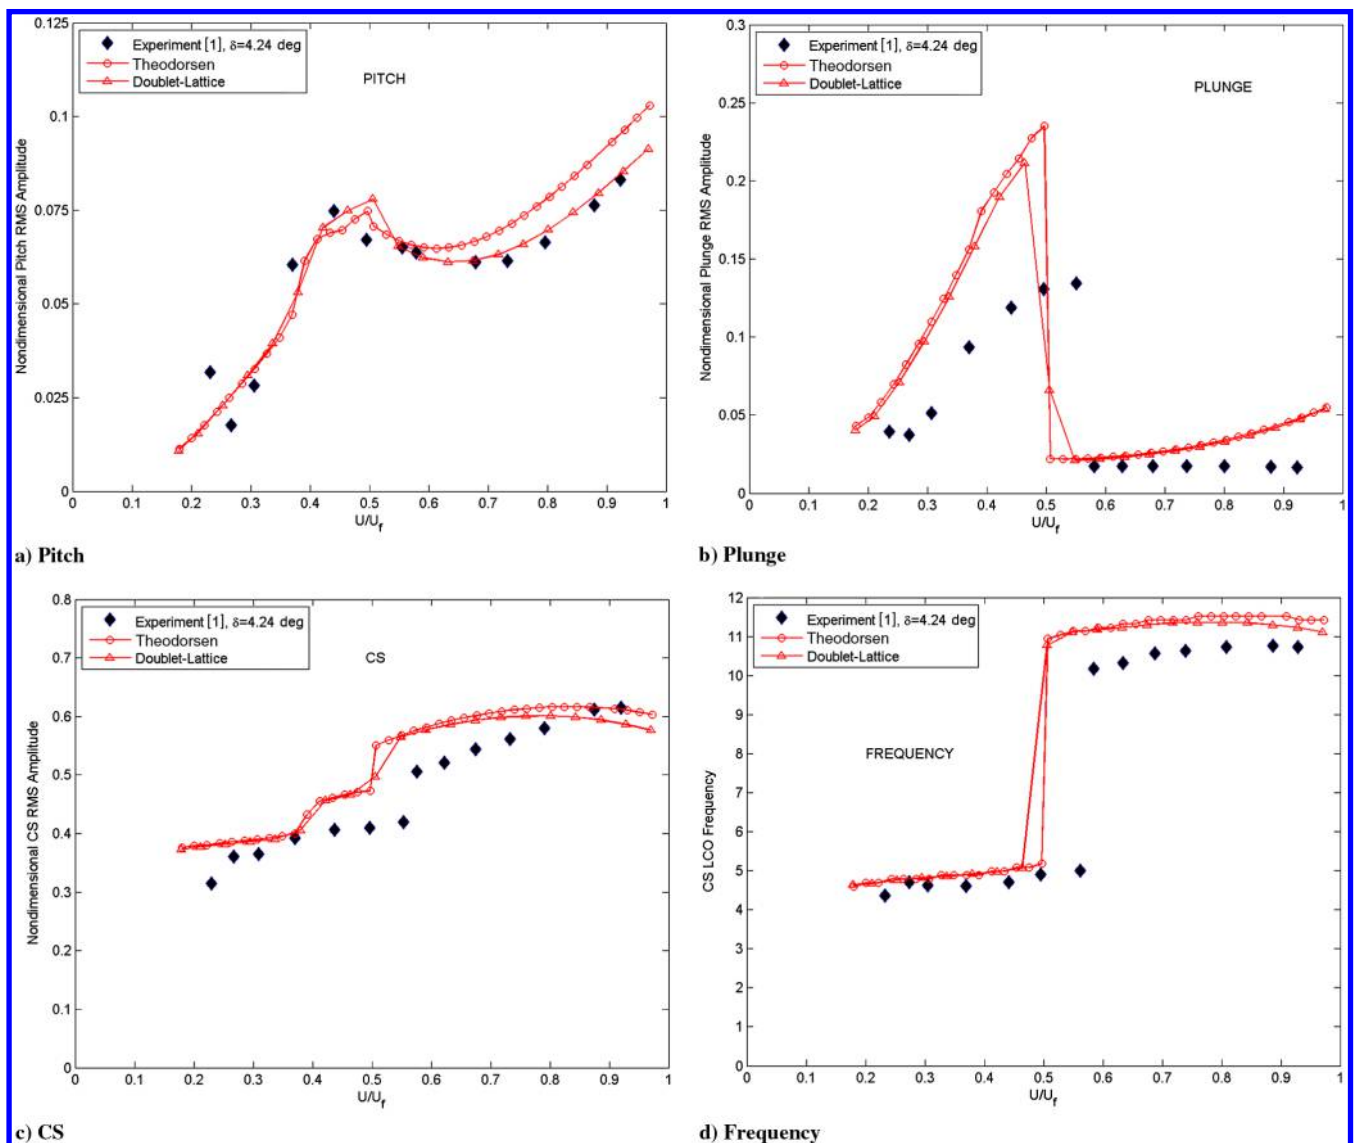 0.125
0.1
0.075
0.05
0.025
0
Nondimensional Pitch RMS Amplitude
Experiment [1], δ=4.24 deg
Theodorsen
Doublet-Lattice
PITCH
0 0.1 0.2 0.3 0.4 0.5 0.6 0.7 0.8 0.9 1
U/Uf
a) Pitch
0.3
0.25
0.2
0.15
0.1
0.05
0
Nondimensional Plunge RMS Amplitude
Experiment [1], δ=4.24 deg
Theodorsen
Doublet-Lattice
PLUNGE
0 0.1 0.2 0.3 0.4 0.5 0.6 0.7 0.8 0.9 1
U/Uf
b) Plunge
0.8
0.7
0.6
0.5
0.4
0.3
0.2
0.1
0
Nondimensional CS RMS Amplitude
Experiment [1], δ=4.24 deg
Theodorsen
Doublet-Lattice
CS
0 0.1 0.2 0.3 0.4 0.5 0.6 0.7 0.8 0.9 1
U/Uf
c) CS
12
11
10
9
8
7
6
5
4
3
2
1
0
CS LCO Frequency
Experiment [1], δ=4.24 deg
Theodorsen
Doublet-Lattice
FREQUENCY
0 0.1 0.2 0.3 0.4 0.5 0.6 0.7 0.8 0.9 1
U/Uf
d) Frequency